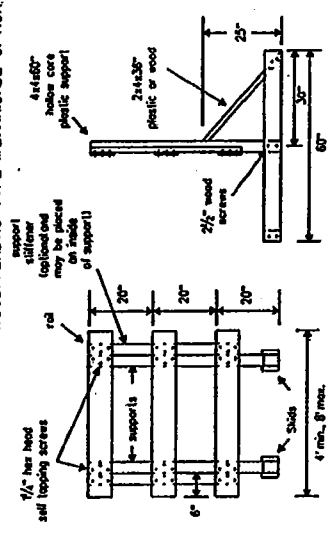 1/4" hex head
self tapping screws
rail
support
stiffener
(optional and
may be placed
on inside
of support)
supports
6"
20"
20"
20"
Skids
4' min., 8' max.
4x4x60"
hollow core
plastic support
2x4x36"
plastic or wood
2½" wood
screws
25"
30"
60"